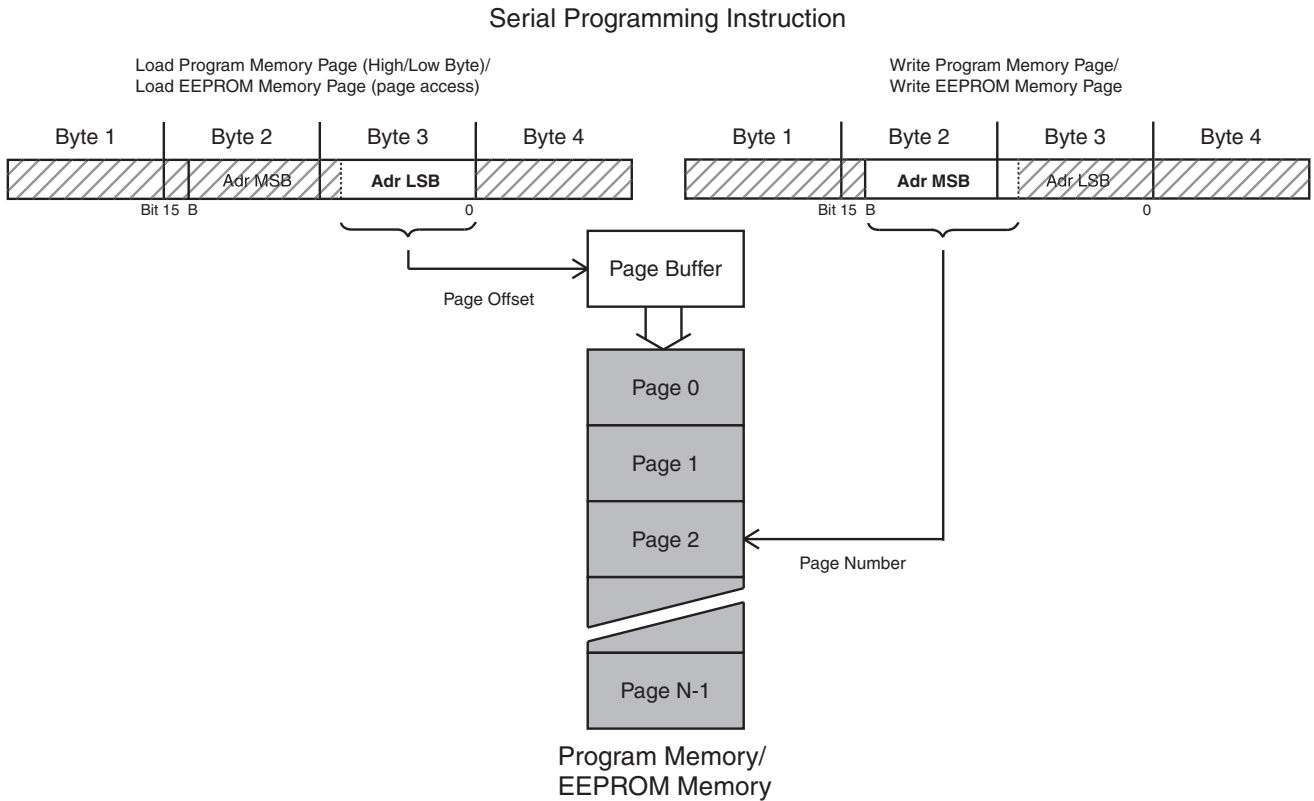 Serial Programming Instruction
Load Program Memory Page (High/Low Byte)/
Load EEPROM Memory Page (page access)
Write Program Memory Page/
Write EEPROM Memory Page
Byte 1 Byte 2 Byte 3 Byte 4
Byte 1 Byte 2 Byte 3 Byte 4
Adr MSB Adr LSB
Adr MSB Adr LSB
Bit 15 B 0
Bit 15 B 0
Page Buffer
Page Offset
Page 0
Page 1
Page 2
Page Number
Page N-1
Program Memory/
EEPROM Memory